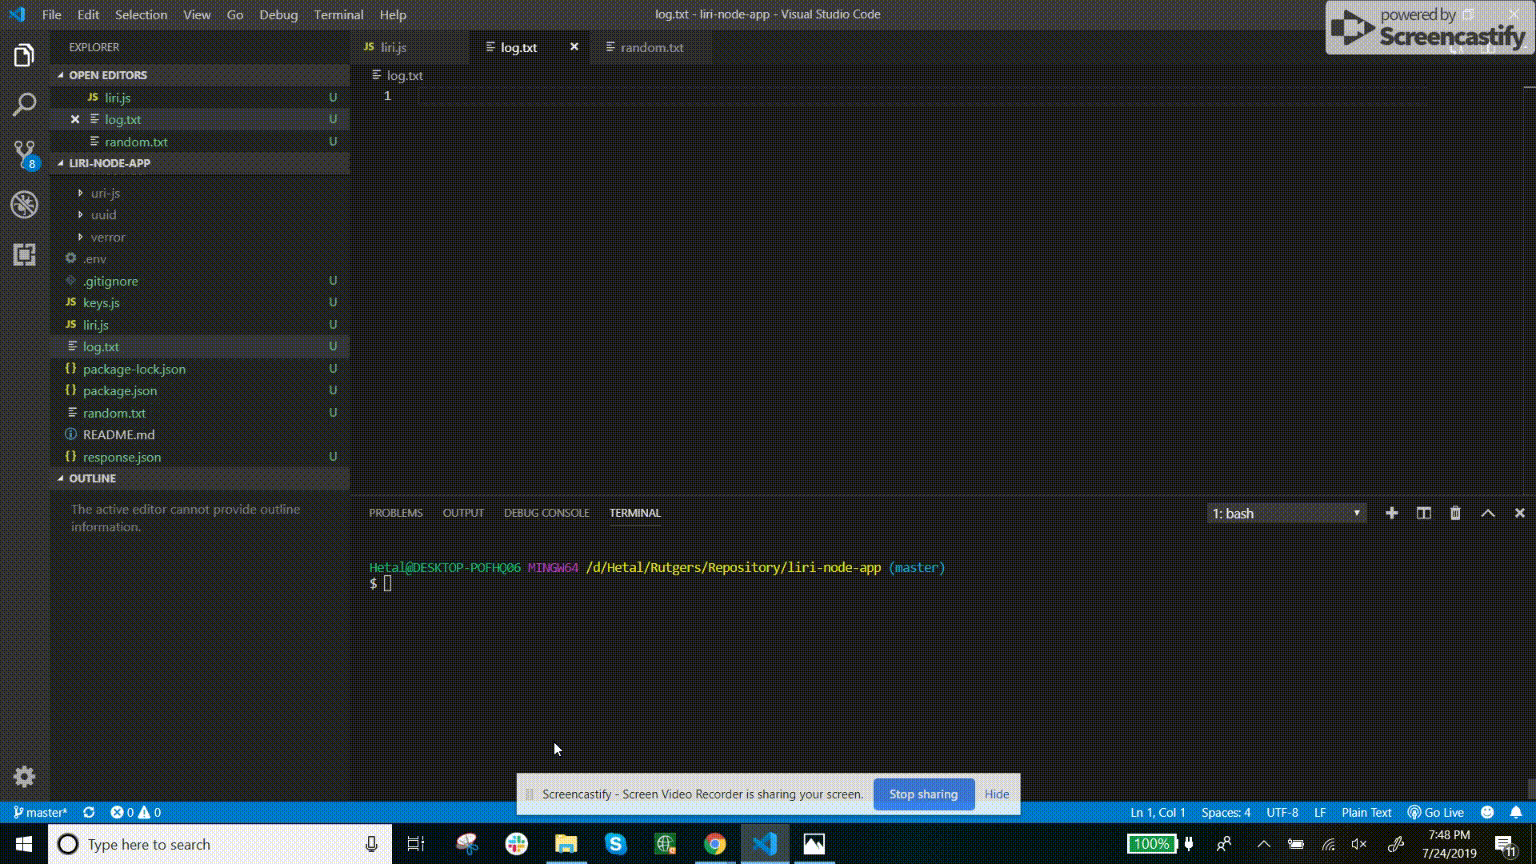 File Edit Selection View Go Debug Terminal Help
log.txt - liri-node-app - Visual Studio Code
powered by
Screencastify
EXPLORER
JS liri.js
log.txt
random.txt
OPEN EDITORS
log.txt
JS liri.js U
1
log.txt U
random.txt U
LIRI-NODE-APP
8
uri-js
uuid
verror
.env
.gitignore U
JS keys.js U
JS liri.js U
log.txt U
{} package-lock.json U
{} package.json U
random.txt U
README.md
{} response.json U
OUTLINE
The active editor cannot provide outline
information.
PROBLEMS OUTPUT DEBUG CONSOLE TERMINAL
1: bash
Hetal@DESKTOP-POFHQ06 MINGW64 /d/Hetal/Rutgers/Repository/liri-node-app (master)
$
Screencastify - Screen Video Recorder is sharing your screen.
Stop sharing
Hide
master* 0 0
Ln 1, Col 1 Spaces: 4 UTF-8 LF Plain Text Go Live
Type here to search
100%
7:48 PM
7/24/2019
11